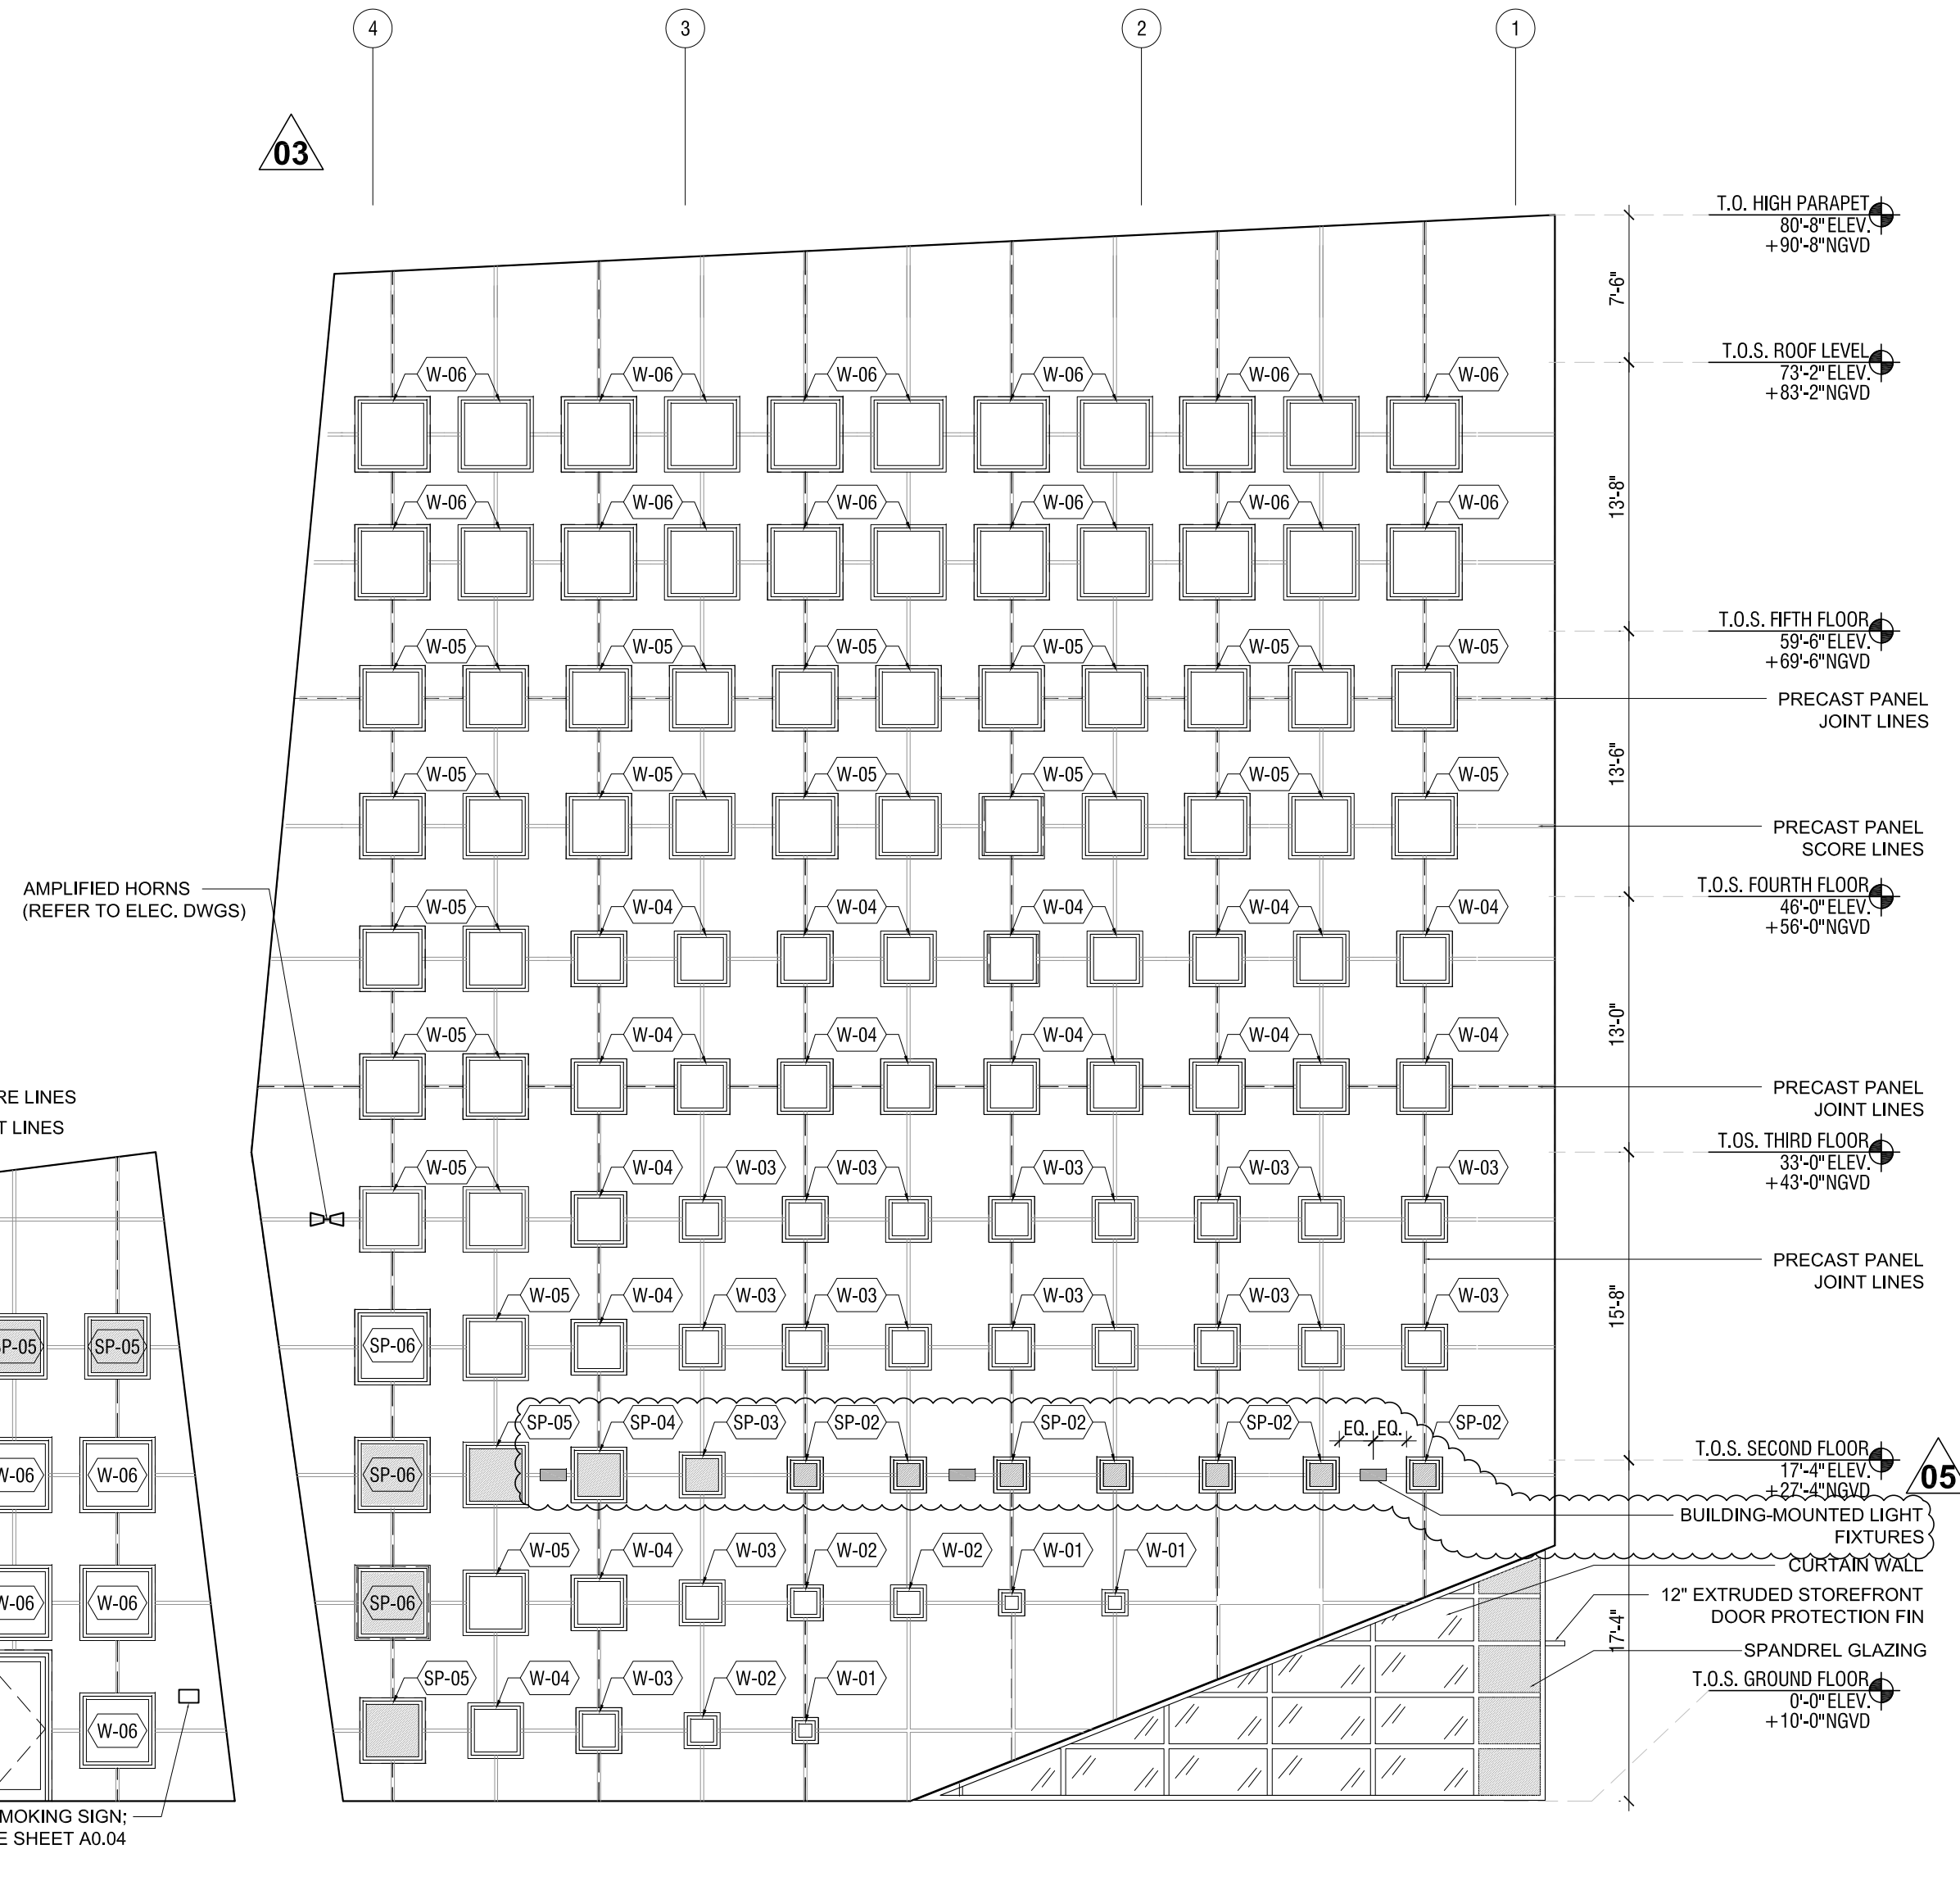 4
3
2
1
03
T.O. HIGH PARAPET
80'-8" ELEV.
+90'-8" NGVD
7'-6"
T.O.S. ROOF LEVEL
73'-2" ELEV.
+83'-2" NGVD
W-06 W-06 W-06 W-06 W-06 W-06
13'-8"
W-06 W-06 W-06 W-06 W-06 W-06
T.O.S. FIFTH FLOOR
59'-6" ELEV.
+69'-6" NGVD
W-05 W-05 W-05 W-05 W-05 W-05
PRECAST PANEL
JOINT LINES
13'-6"
W-05 W-05 W-05 W-05 W-05 W-05
PRECAST PANEL
SCORE LINES
T.O.S. FOURTH FLOOR
46'-0" ELEV.
+56'-0" NGVD
AMPLIFIED HORNS
(REFER TO ELEC. DWGS)
W-05 W-04 W-04 W-04 W-04 W-04
13'-0"
W-05 W-04 W-04 W-04 W-04 W-04
PRECAST PANEL
JOINT LINES
RE LINES
T LINES
T.OS. THIRD FLOOR
33'-0" ELEV.
+43'-0" NGVD
W-05 W-04 W-03 W-03 W-03 W-03 W-03
PRECAST PANEL
JOINT LINES
15'-8"
W-05 W-04 W-03 W-03 W-03 W-03 W-03
P-05 SP-05 SP-06
SP-05 SP-04 SP-03 SP-02 SP-02 SP-02 EQ. EQ. SP-02
T.O.S. SECOND FLOOR
17'-4" ELEV.
+27'-4" NGVD
05
W-06 W-06 SP-06
BUILDING-MOUNTED LIGHT
FIXTURES
W-05 W-04 W-03 W-02 W-02 W-01 W-01
CURTAIN WALL
W-06 W-06 SP-06
12" EXTRUDED STOREFRONT
DOOR PROTECTION FIN
17'-4"
SPANDREL GLAZING
SP-05 W-04 W-03 W-02 W-01
T.O.S. GROUND FLOOR
0'-0" ELEV.
+10'-0" NGVD
W-06
MOKING SIGN;
E SHEET A0.04